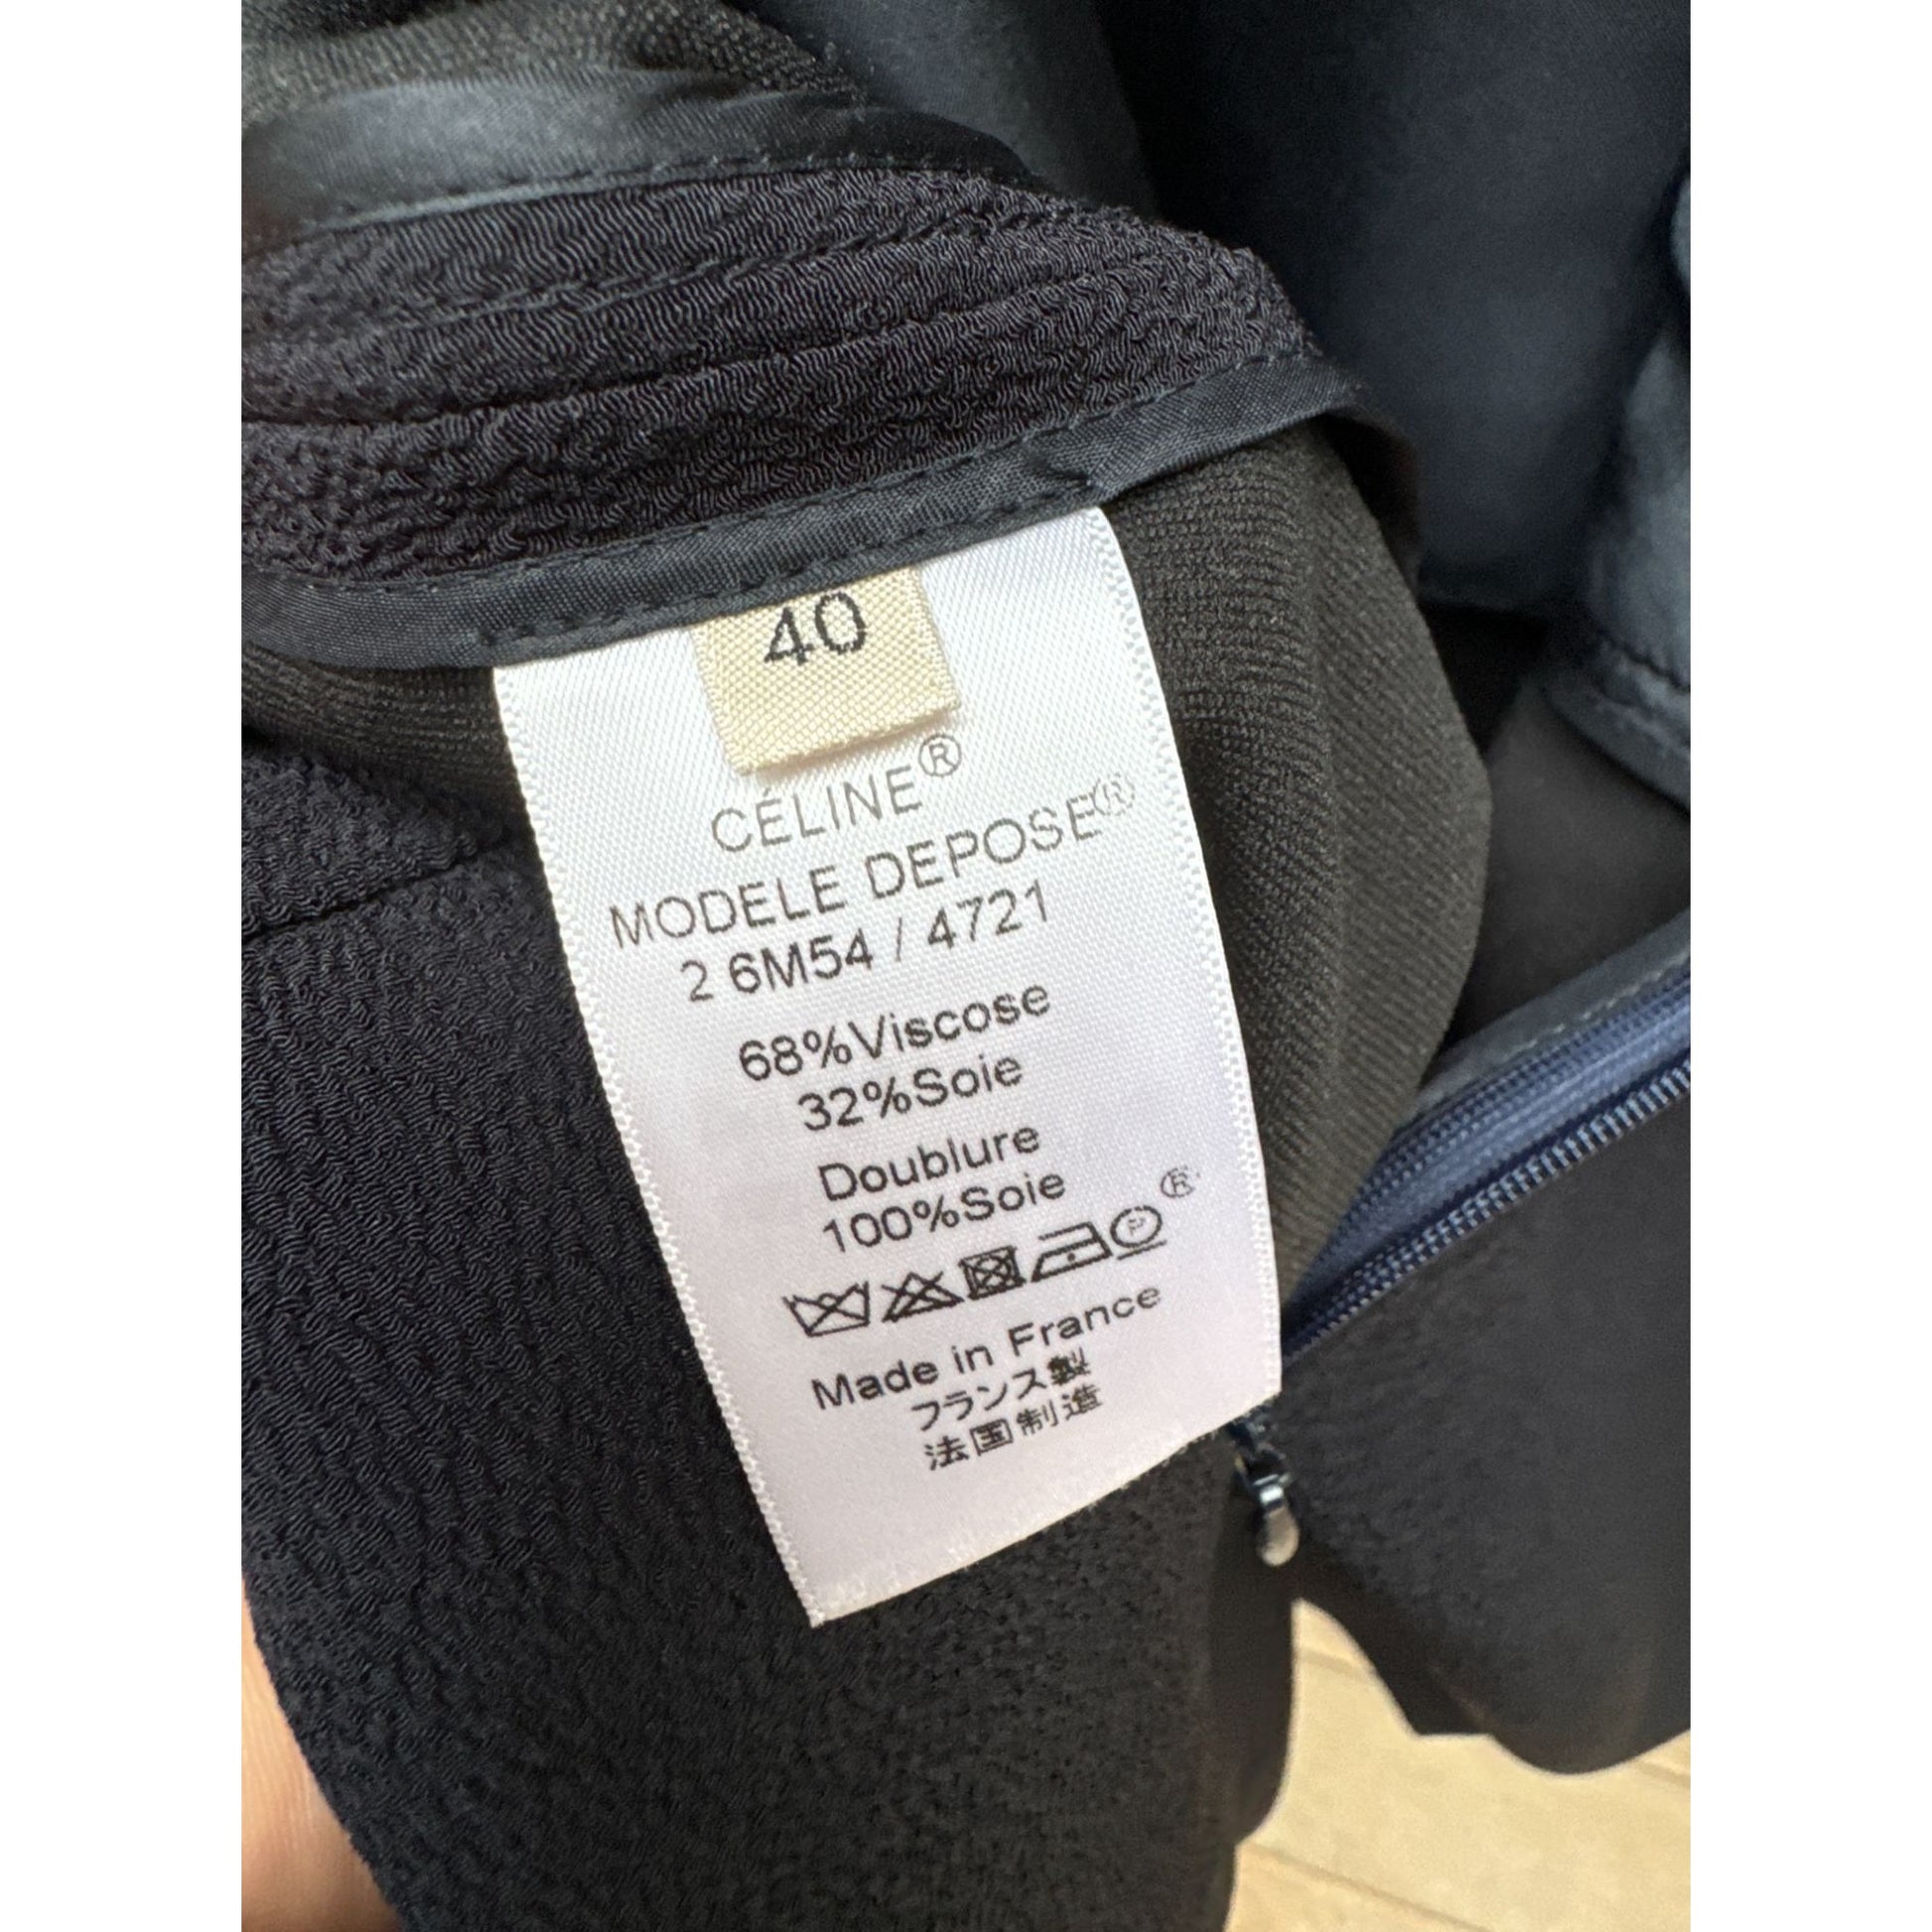 40
CÉLINE®
MODELE DEPOSE®
2 6M54 / 4721
68%Viscose
32%Soie
Doublure
100%Soie
®
P
Made in France
フランス製
法国制造